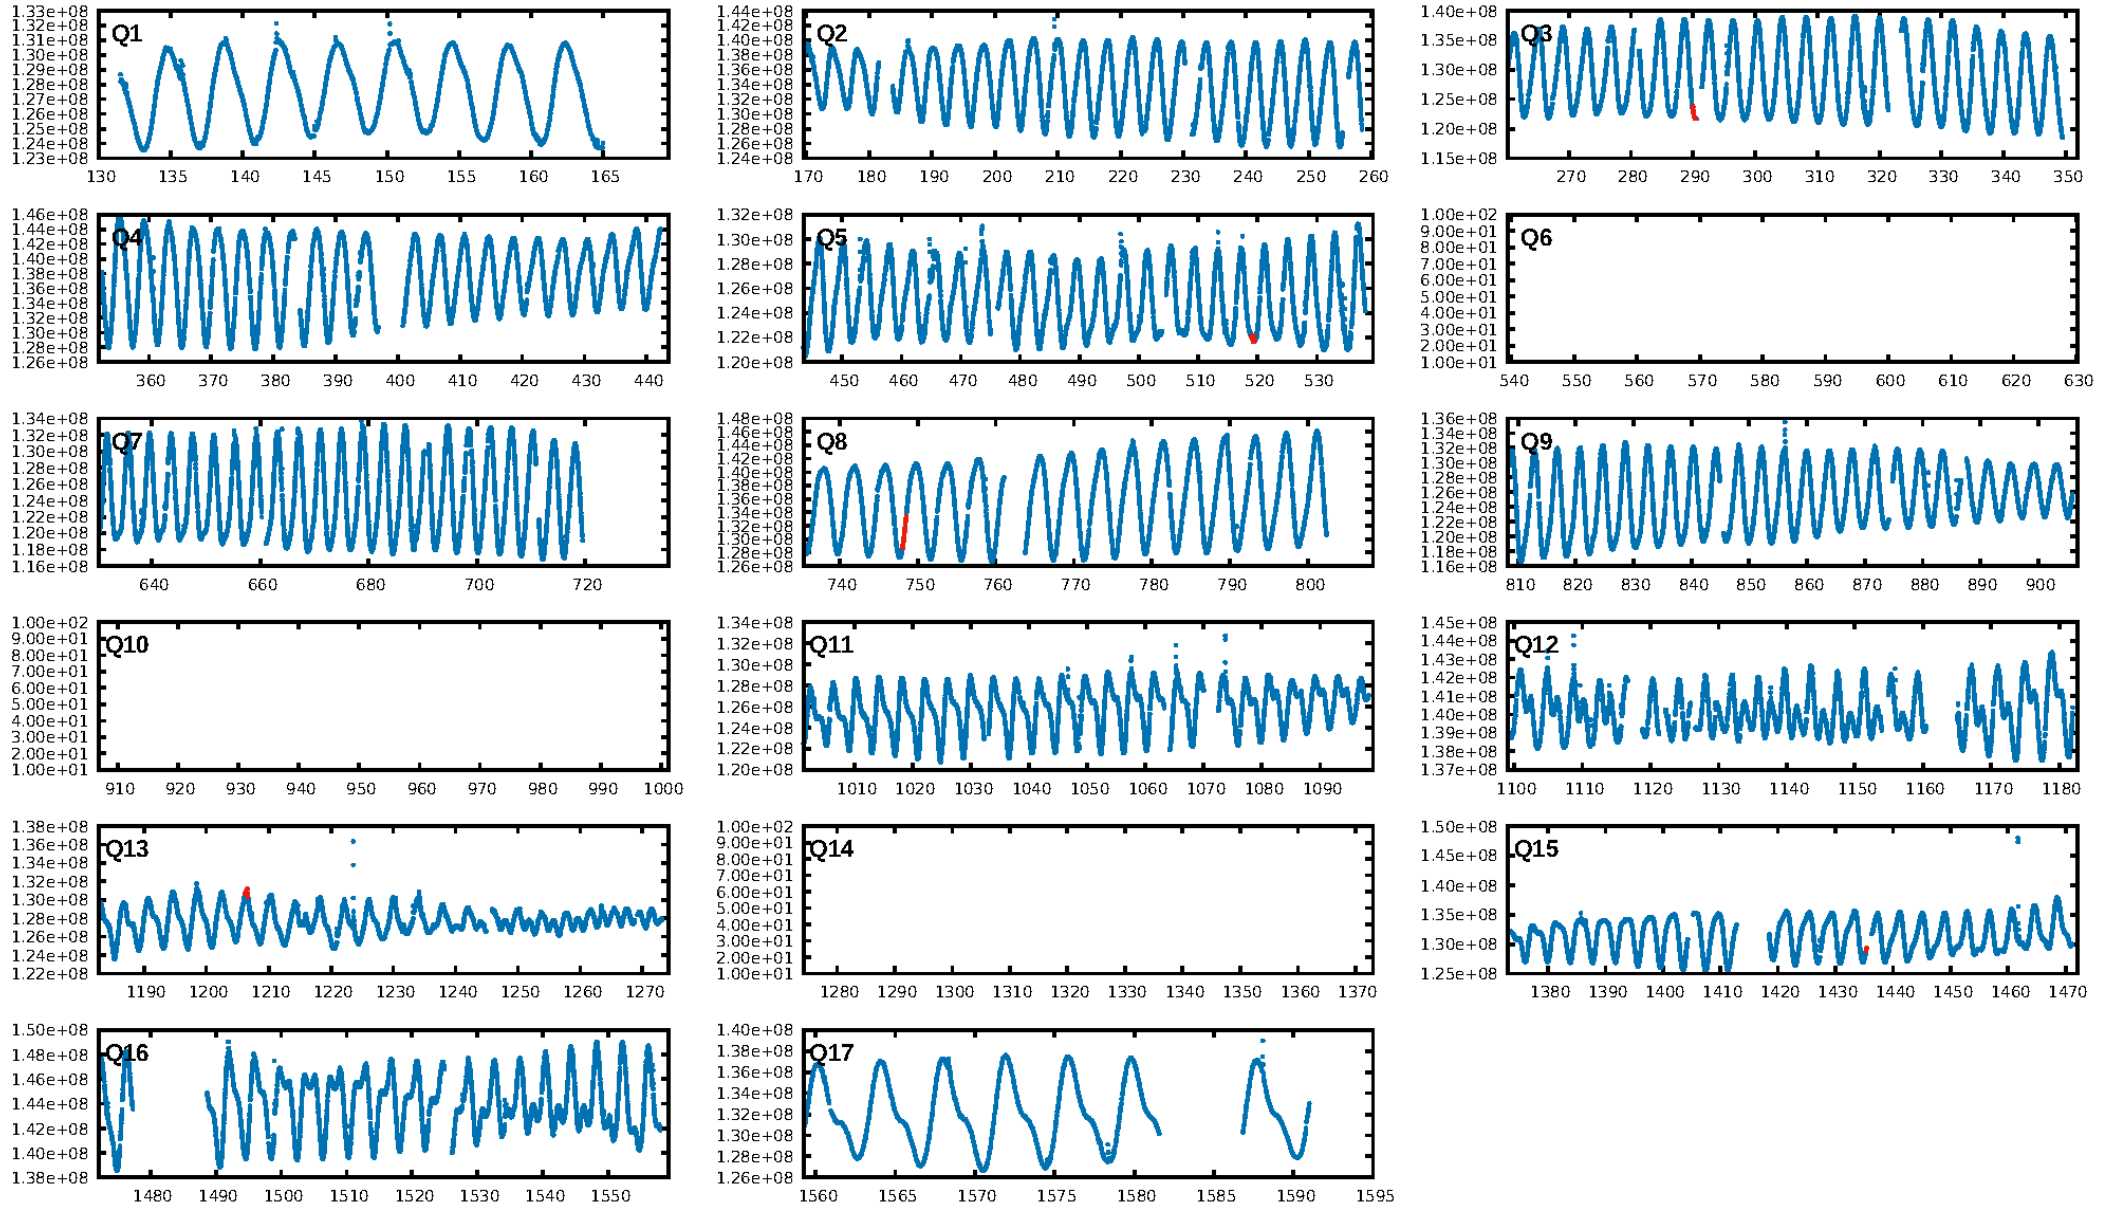 Q1
1.33e+08
1.32e+08
1.31e+08
1.30e+08
1.29e+08
1.28e+08
1.27e+08
1.26e+08
1.25e+08
1.24e+08
1.23e+08
130 135 140 145 150 155 160 165
Q2
1.44e+08
1.42e+08
1.40e+08
1.38e+08
1.36e+08
1.34e+08
1.32e+08
1.30e+08
1.28e+08
1.26e+08
1.24e+08
170 180 190 200 210 220 230 240 250 260
Q3
1.40e+08
1.35e+08
1.30e+08
1.25e+08
1.20e+08
1.15e+08
270 280 290 300 310 320 330 340 350
Q4
1.46e+08
1.44e+08
1.42e+08
1.40e+08
1.38e+08
1.36e+08
1.34e+08
1.32e+08
1.30e+08
1.28e+08
1.26e+08
360 370 380 390 400 410 420 430 440
Q5
1.32e+08
1.30e+08
1.28e+08
1.26e+08
1.24e+08
1.22e+08
1.20e+08
450 460 470 480 490 500 510 520 530
Q6
1.00e+02
9.00e+01
8.00e+01
7.00e+01
6.00e+01
5.00e+01
4.00e+01
3.00e+01
2.00e+01
1.00e+01
540 550 560 570 580 590 600 610 620 630
Q7
1.34e+08
1.32e+08
1.30e+08
1.28e+08
1.26e+08
1.24e+08
1.22e+08
1.20e+08
1.18e+08
1.16e+08
640 660 680 700 720
Q8
1.48e+08
1.46e+08
1.44e+08
1.42e+08
1.40e+08
1.38e+08
1.36e+08
1.34e+08
1.32e+08
1.30e+08
1.28e+08
1.26e+08
740 750 760 770 780 790 800
Q9
1.36e+08
1.34e+08
1.32e+08
1.30e+08
1.28e+08
1.26e+08
1.24e+08
1.22e+08
1.20e+08
1.18e+08
1.16e+08
810 820 830 840 850 860 870 880 890 900
Q10
1.00e+02
9.00e+01
8.00e+01
7.00e+01
6.00e+01
5.00e+01
4.00e+01
3.00e+01
2.00e+01
1.00e+01
910 920 930 940 950 960 970 980 990 1000
Q11
1.34e+08
1.32e+08
1.30e+08
1.28e+08
1.26e+08
1.24e+08
1.22e+08
1.20e+08
1010 1020 1030 1040 1050 1060 1070 1080 1090
Q12
1.45e+08
1.44e+08
1.43e+08
1.42e+08
1.41e+08
1.40e+08
1.39e+08
1.38e+08
1.37e+08
1100 1110 1120 1130 1140 1150 1160 1170 1180
Q13
1.38e+08
1.36e+08
1.34e+08
1.32e+08
1.30e+08
1.28e+08
1.26e+08
1.24e+08
1.22e+08
1190 1200 1210 1220 1230 1240 1250 1260 1270
Q14
1.00e+02
9.00e+01
8.00e+01
7.00e+01
6.00e+01
5.00e+01
4.00e+01
3.00e+01
2.00e+01
1.00e+01
1280 1290 1300 1310 1320 1330 1340 1350 1360 1370
Q15
1.50e+08
1.45e+08
1.40e+08
1.35e+08
1.30e+08
1.25e+08
1380 1390 1400 1410 1420 1430 1440 1450 1460 1470
Q16
1.50e+08
1.48e+08
1.46e+08
1.44e+08
1.42e+08
1.40e+08
1.38e+08
1480 1490 1500 1510 1520 1530 1540 1550
Q17
1.40e+08
1.38e+08
1.36e+08
1.34e+08
1.32e+08
1.30e+08
1.28e+08
1.26e+08
1560 1565 1570 1575 1580 1585 1590 1595